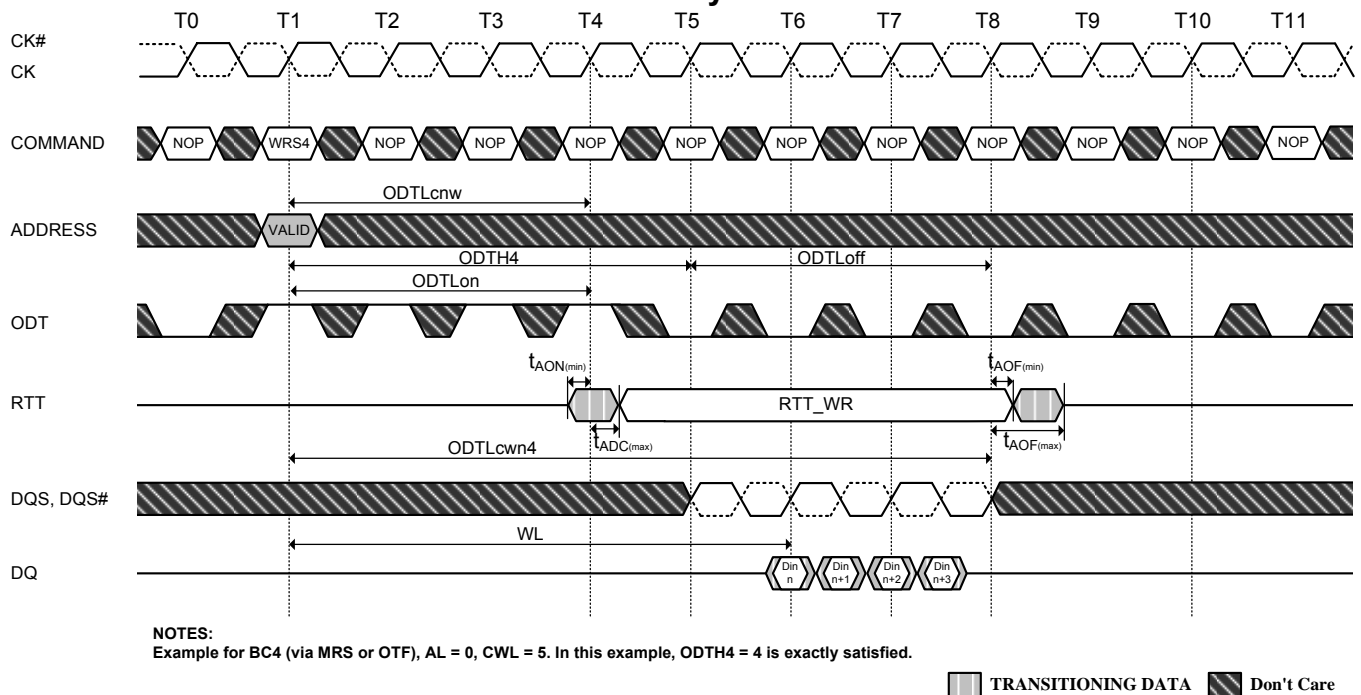 T0 T1 T2 T3 T4 T5 T6 T7 T8 T9 T10 T11
CK#
CK
COMMAND NOP WRS4 NOP NOP NOP NOP NOP NOP NOP NOP NOP NOP
ODTLcnw
ADDRESS VALID
ODTH4 ODTLoff
ODTLon
ODT
tAON(min) tAOF(min)
RTT RTT_WR
tADC(max) tAOF(max)
ODTLcwn4
DQS, DQS#
WL
DQ Din n Din n+1 Din n+2 Din n+3
NOTES:
Example for BC4 (via MRS or OTF), AL = 0, CWL = 5. In this example, ODTH4 = 4 is exactly satisfied.
TRANSITIONING DATA Don't Care